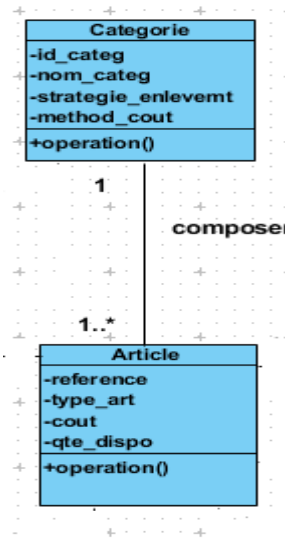 Categorie
-id_categ
-nom_categ
-strategie_enlevemt
-method_cout
+operation()
1
composer
1..*
Article
-reference
-type_art
-cout
-qte_dispo
+operation()